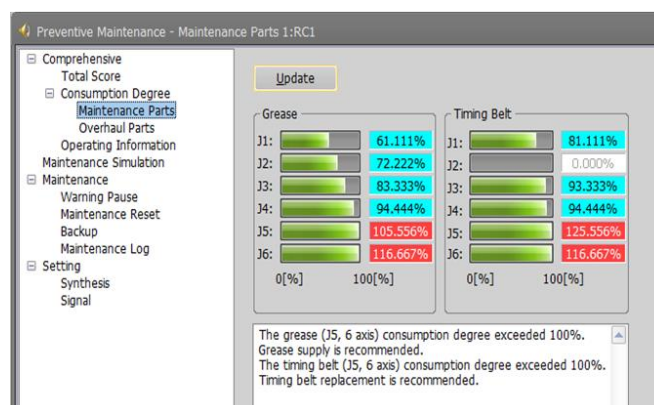 Preventive Maintenance - Maintenance Parts 1:RC1
Comprehensive
Total Score
Consumption Degree
Maintenance Parts
Overhaul Parts
Operating Information
Maintenance Simulation
Maintenance
Warning Pause
Maintenance Reset
Backup
Maintenance Log
Setting
Synthesis
Signal
Update
Grease
J1: 61.111%
J2: 72.222%
J3: 83.333%
J4: 94.444%
J5: 105.556%
J6: 116.667%
0[%] 100[%]
Timing Belt
J1: 81.111%
J2: 0.000%
J3: 93.333%
J4: 94.444%
J5: 125.556%
J6: 116.667%
0[%] 100[%]
The grease (J5, 6 axis) consumption degree exceeded 100%.
Grease supply is recommended.
The timing belt (J5, 6 axis) consumption degree exceeded 100%.
Timing belt replacement is recommended.